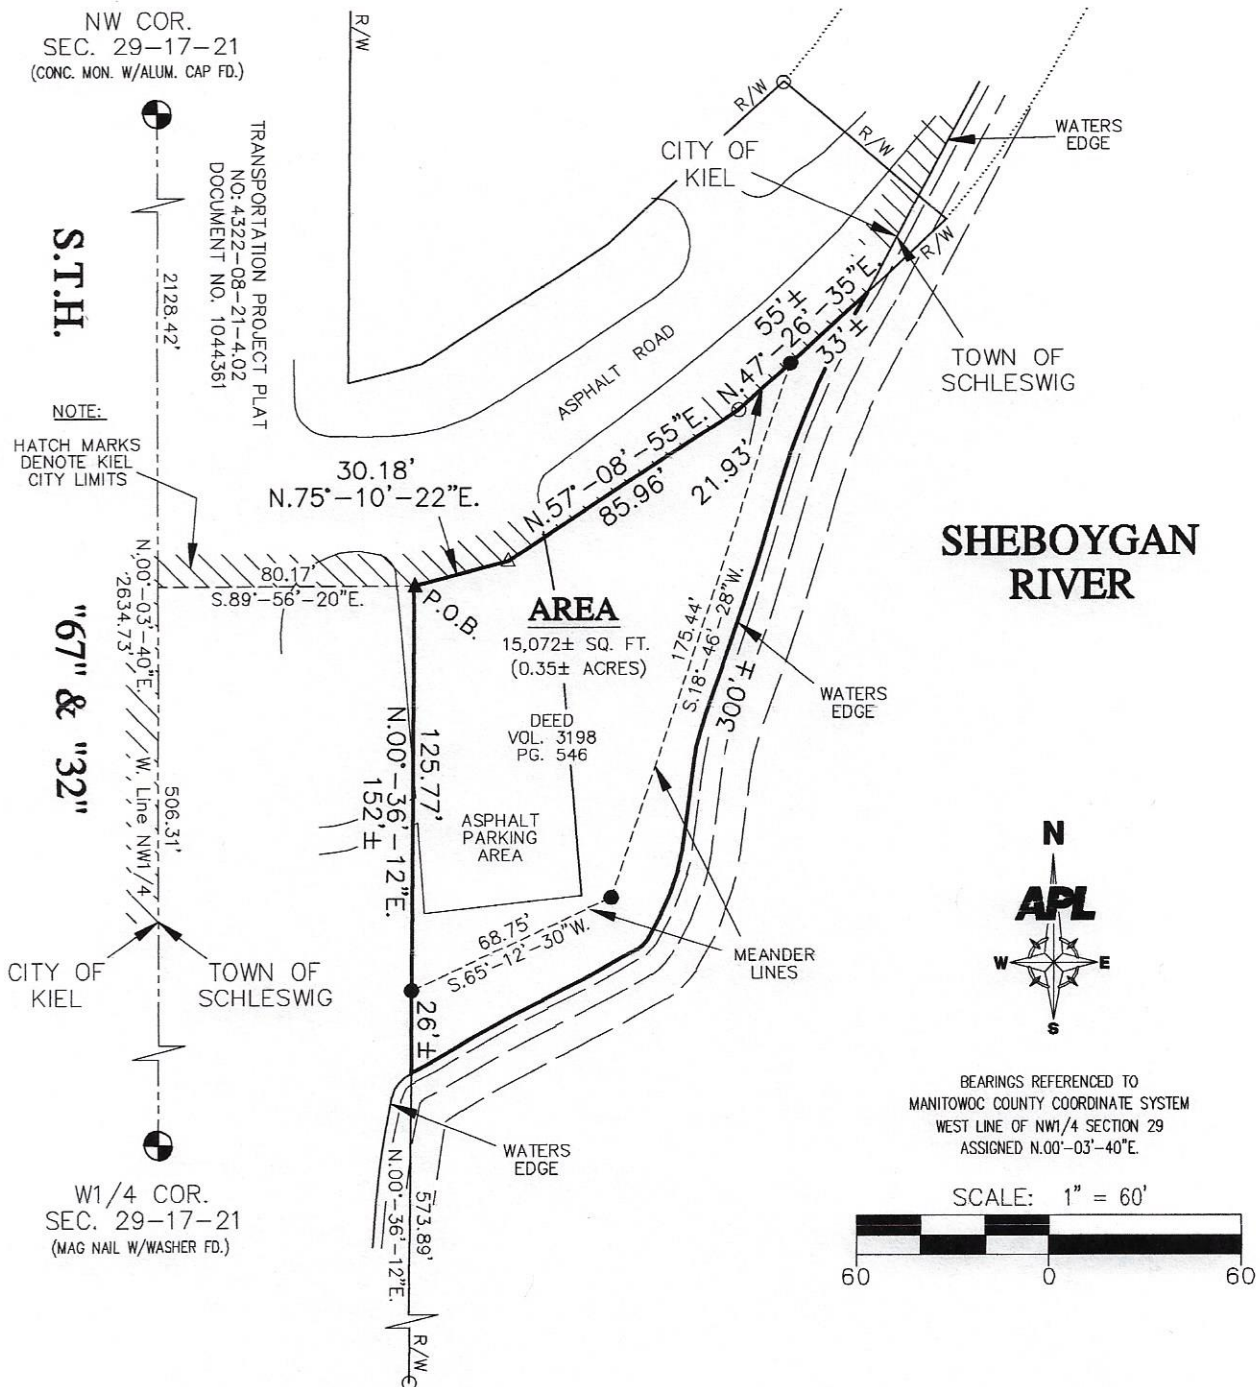 NW COR.
SEC. 29-17-21
(CONC. MON. W/ALUM. CAP FD.)
R/W
TRANSPORTATION PROJECT PLAT
NO: 4322-08-21-4.02
DOCUMENT NO. 1044361
S.T.H.
2128.42'
NOTE:
HATCH MARKS
DENOTE KIEL
CITY LIMITS
R/W
R/W
CITY OF
KIEL
WATERS
EDGE
R/W
TOWN OF
SCHLESWIG
ASPHALT ROAD
55'±
N.47°-26'-35"E.
33'±
30.18'
N.75°-10'-22"E.
N.57°-08'-55"E.
85.96'
21.93'
SHEBOYGAN
RIVER
80.17'
S.89°-56'-20"E.
P.O.B.
AREA
15,072± SQ. FT.
(0.35± ACRES)
DEED
VOL. 3198
PG. 546
175.44'
S.18°-46'-28"W.
300'±
WATERS
EDGE
N.00°-03'-40"E.
2634.73'
"67" & "32"
506.31'
W. Line NW1/4
125.77'
N.00°-36'-12"E.
152'±
ASPHALT
PARKING
AREA
68.75'
S.65°-12'-30"W.
MEANDER
LINES
CITY OF
KIEL
TOWN OF
SCHLESWIG
26'±
N
APL
W
E
S
WATERS
EDGE
W1/4 COR.
SEC. 29-17-21
(MAG NAIL W/WASHER FD.)
573.89'
N.00°-36'-12"E.
R/W
BEARINGS REFERENCED TO
MANITOWOC COUNTY COORDINATE SYSTEM
WEST LINE OF NW1/4 SECTION 29
ASSIGNED N.00°-03'-40"E.
SCALE: 1" = 60'
60 0 60